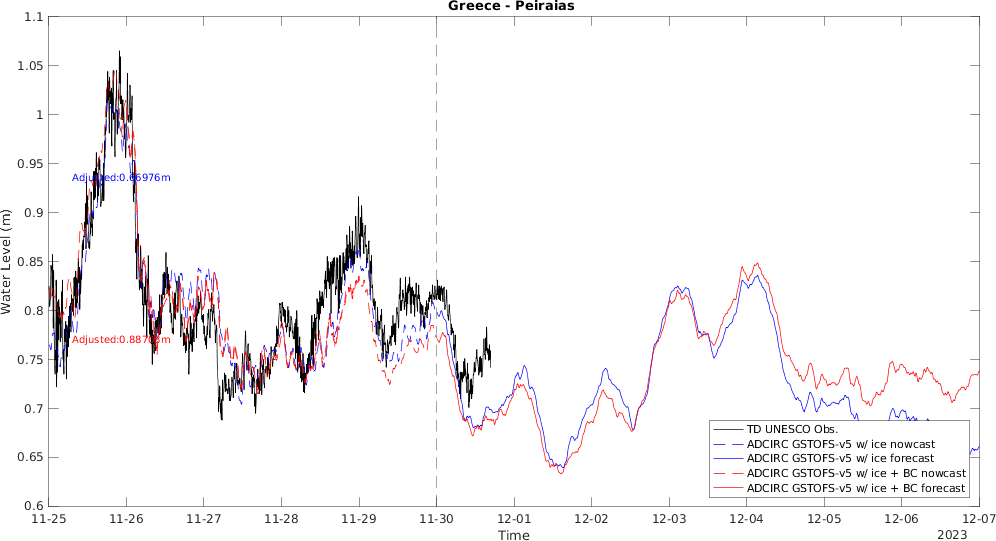 Greece - Peiraias
1.1
1.05
1
0.95
0.9
0.85
0.8
0.75
0.7
0.65
0.6
Water Level (m)
Adjusted:0.66976m
11-25
11-26
11-27
11-28
11-29
11-30
12-01
12-02
12-03
12-04
12-05
12-06
12-07
Time
2023
TD UNESCO Obs.
ADCIRC GSTOFS-v5 w/ ice nowcast
ADCIRC GSTOFS-v5 w/ ice forecast
ADCIRC GSTOFS-v5 w/ ice + BC nowcast
ADCIRC GSTOFS-v5 w/ ice + BC forecast